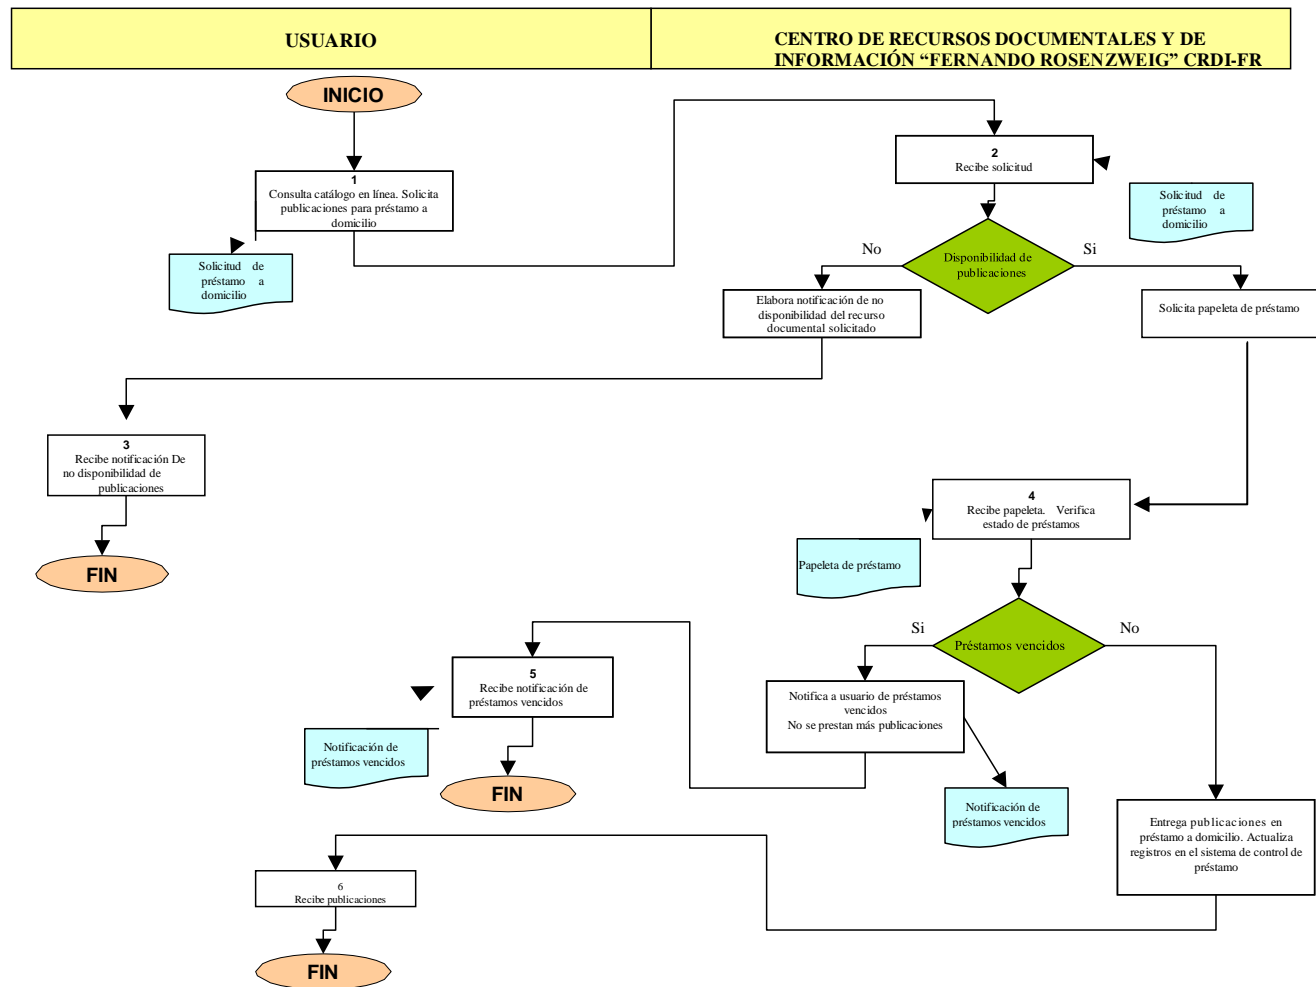 USUARIO
CENTRO DE RECURSOS DOCUMENTALES Y DE
INFORMACIÓN “FERNANDO ROSENZWEIG” CRDI-FR
INICIO
1
Consulta catálogo en línea. Solicita
publicaciones para préstamo a
domicilio
Solicitud de
préstamo a
domicilio
2
Recibe solicitud
Solicitud de
préstamo a
domicilio
No
Disponibilidad de
publicaciones
Si
Elabora notificación de no
disponibilidad del recurso
documental solicitado
Solicita papeleta de préstamo
3
Recibe notificación De
no disponibilidad de
publicaciones
FIN
4
Recibe papeleta. Verifica
estado de préstamos
Papeleta de préstamo
Si
Préstamos vencidos
No
5
Recibe notificación de
préstamos vencidos
Notifica a usuario de préstamos
vencidos
No se prestan más publicaciones
Notificación de
préstamos vencidos
FIN
Notificación de
préstamos vencidos
Entrega publicaciones en
préstamo a domicilio. Actualiza
registros en el sistema de control de
préstamo
6
Recibe publicaciones
FIN